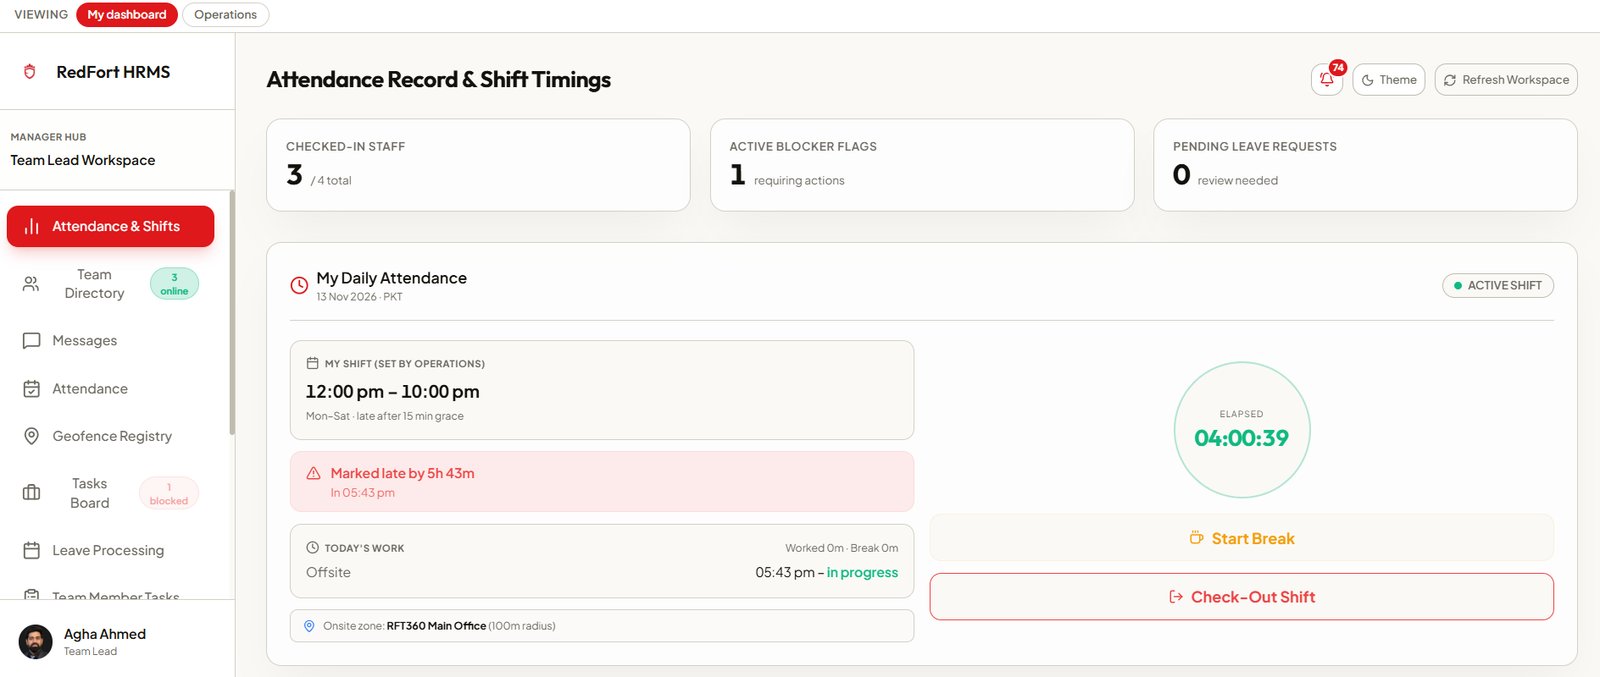 VIEWING My dashboard Operations
RedFort HRMS
MANAGER HUB
Team Lead Workspace
Attendance & Shifts
Team Directory
3 online
Messages
Attendance
Geofence Registry
Tasks Board
1 blocked
Leave Processing
Team Member Tasks
Agha Ahmed
Team Lead
Attendance Record & Shift Timings
74
Theme
Refresh Workspace
CHECKED-IN STAFF
3 / 4 total
ACTIVE BLOCKER FLAGS
1 requiring actions
PENDING LEAVE REQUESTS
0 review needed
My Daily Attendance
13 Nov 2026 · PKT
ACTIVE SHIFT
MY SHIFT (SET BY OPERATIONS)
12:00 pm – 10:00 pm
Mon–Sat · late after 15 min grace
Marked late by 5h 43m
In 05:43 pm
TODAY'S WORK
Worked 0m · Break 0m
Offsite
05:43 pm – in progress
Onsite zone: RFT360 Main Office (100m radius)
ELAPSED
04:00:39
Start Break
Check-Out Shift